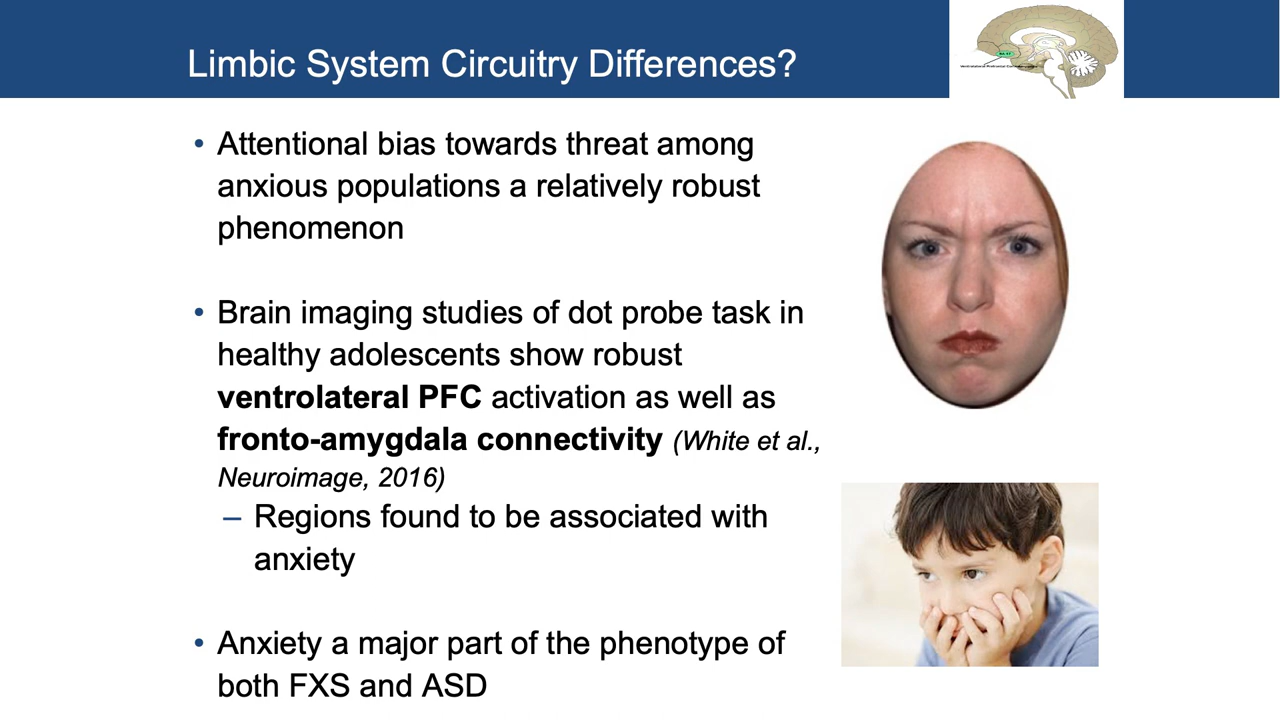 Limbic System Circuitry Differences?
• Attentional bias towards threat among
anxious populations a relatively robust
phenomenon
• Brain imaging studies of dot probe task in
healthy adolescents show robust
ventrolateral PFC activation as well as
fronto-amygdala connectivity (White et al.,
Neuroimage, 2016)
– Regions found to be associated with
anxiety
• Anxiety a major part of the phenotype of
both FXS and ASD